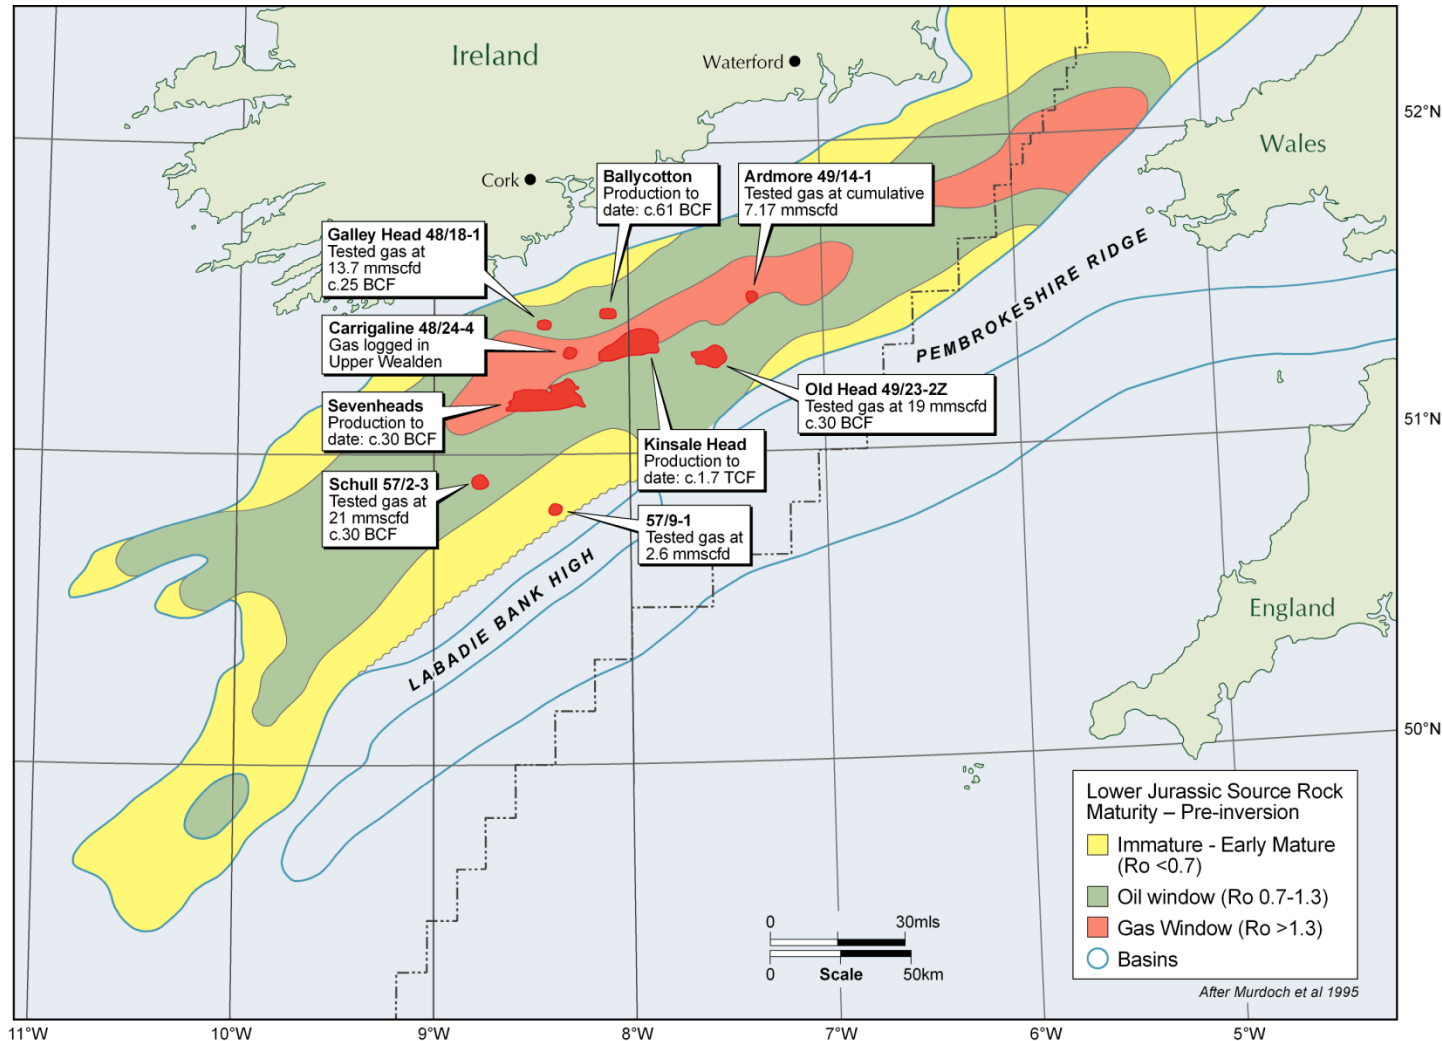 Ireland
Waterford
52°N
Wales
Cork
Ballycotton
Production to
date: c.61 BCF
Ardmore 49/14-1
Tested gas at cumulative
7.17 mmscfd
Galley Head 48/18-1
Tested gas at
13.7 mmscfd
c.25 BCF
PEMBROKESHIRE RIDGE
Carrigaline 48/24-4
Gas logged in
Upper Wealden
Old Head 49/23-2Z
Tested gas at 19 mmscfd
c.30 BCF
Sevenheads
Production to
date: c.30 BCF
51°N
Kinsale Head
Production to
date: c.1.7 TCF
Schull 57/2-3
Tested gas at
21 mmscfd
c.30 BCF
57/9-1
Tested gas at
2.6 mmscfd
LABADIE BANK HIGH
England
50°N
Lower Jurassic Source Rock
Maturity – Pre-inversion
Immature - Early Mature
(Ro <0.7)
Oil window (Ro 0.7-1.3)
Gas Window (Ro >1.3)
Basins
0 30mls
0 Scale 50km
After Murdoch et al 1995
11°W 10°W 9°W 8°W 7°W 6°W 5°W